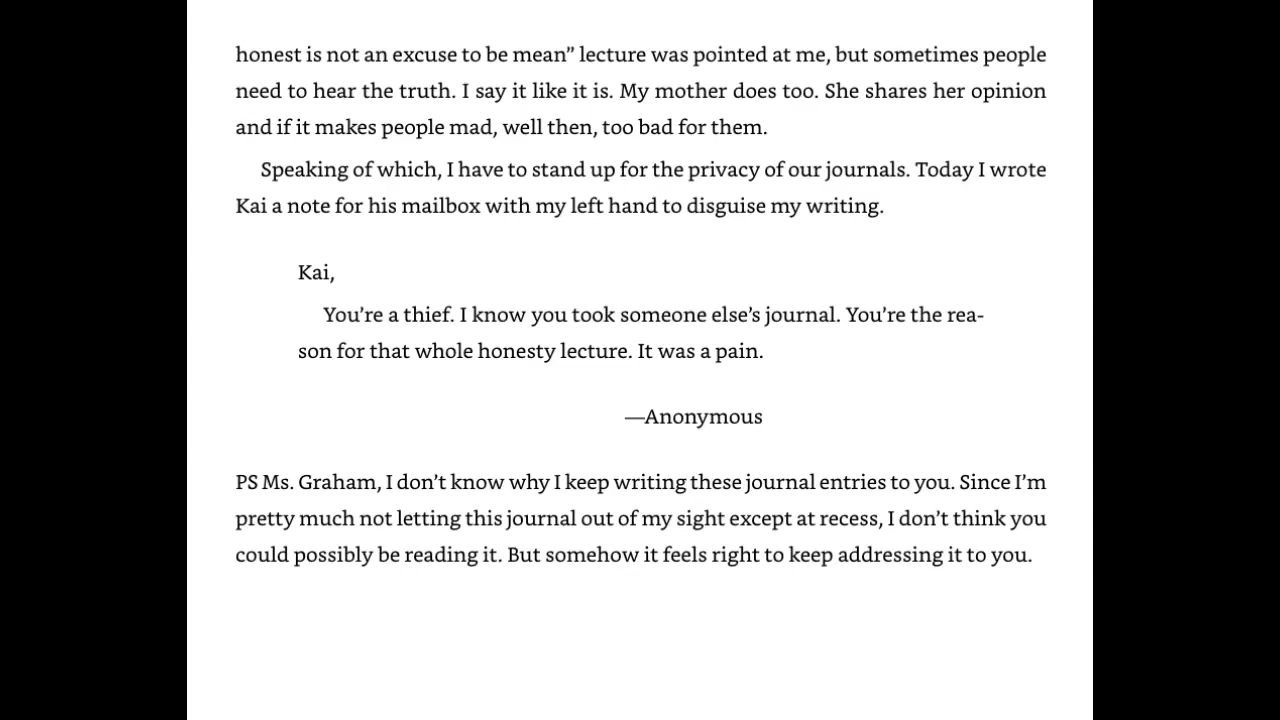 honest is not an excuse to be mean” lecture was pointed at me, but sometimes people
need to hear the truth. I say it like it is. My mother does too. She shares her opinion
and if it makes people mad, well then, too bad for them.
Speaking of which, I have to stand up for the privacy of our journals. Today I wrote
Kai a note for his mailbox with my left hand to disguise my writing.
Kai,
You’re a thief. I know you took someone else’s journal. You’re the rea-
son for that whole honesty lecture. It was a pain.
—Anonymous
PS Ms. Graham, I don’t know why I keep writing these journal entries to you. Since I’m
pretty much not letting this journal out of my sight except at recess, I don’t think you
could possibly be reading it. But somehow it feels right to keep addressing it to you.